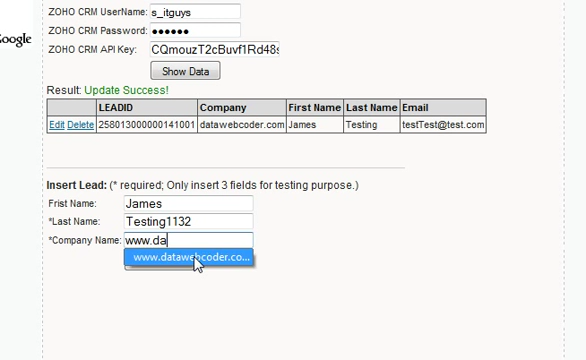 ZOHO CRM UserName: s_itguys
Google
ZOHO CRM Password: ●●●●●●
ZOHO CRM API Key: CQmouzT2cBuvf1Rd48s
Show Data
Result: Update Success!
LEADID Company First Name Last Name Email
Edit Delete 258013000000141001 datawebcoder.com James Testing testTest@test.com
Insert Lead: (* required; Only insert 3 fields for testing purpose.)
Frist Name: James
*Last Name: Testing1132
*Company Name: www.da
www.datawebcoder.co...